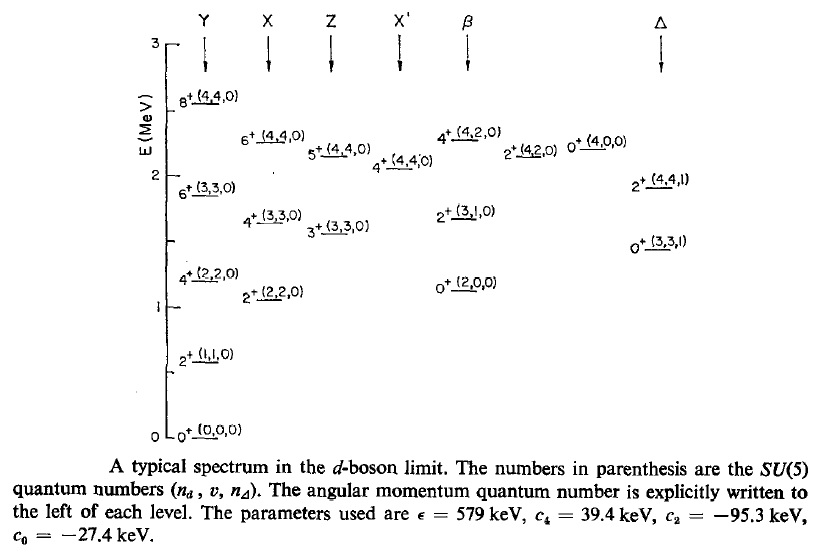 Y X Z X' β Δ
3
8⁺(4,4,0)
6⁺(4,4,0) 5⁺(4,4,0) 4⁺(4,4,0) 4⁺(4,2,0) 2⁺(4,2,0) 0⁺(4,0,0)
E (MeV)
2
6⁺(3,3,0) 2⁺(4,4,1)
4⁺(3,3,0) 3⁺(3,3,0) 2⁺(3,1,0) 0⁺(3,3,1)
4⁺(2,2,0) 2⁺(2,2,0) 0⁺(2,0,0)
1
2⁺(1,1,0)
0 0⁺(0,0,0)
A typical spectrum in the d-boson limit. The numbers in parenthesis are the SU(5)
quantum numbers (n_d , v, n_Δ). The angular momentum quantum number is explicitly written to
the left of each level. The parameters used are ϵ = 579 keV, c₄ = 39.4 keV, c₂ = −95.3 keV,
c₀ = −27.4 keV.